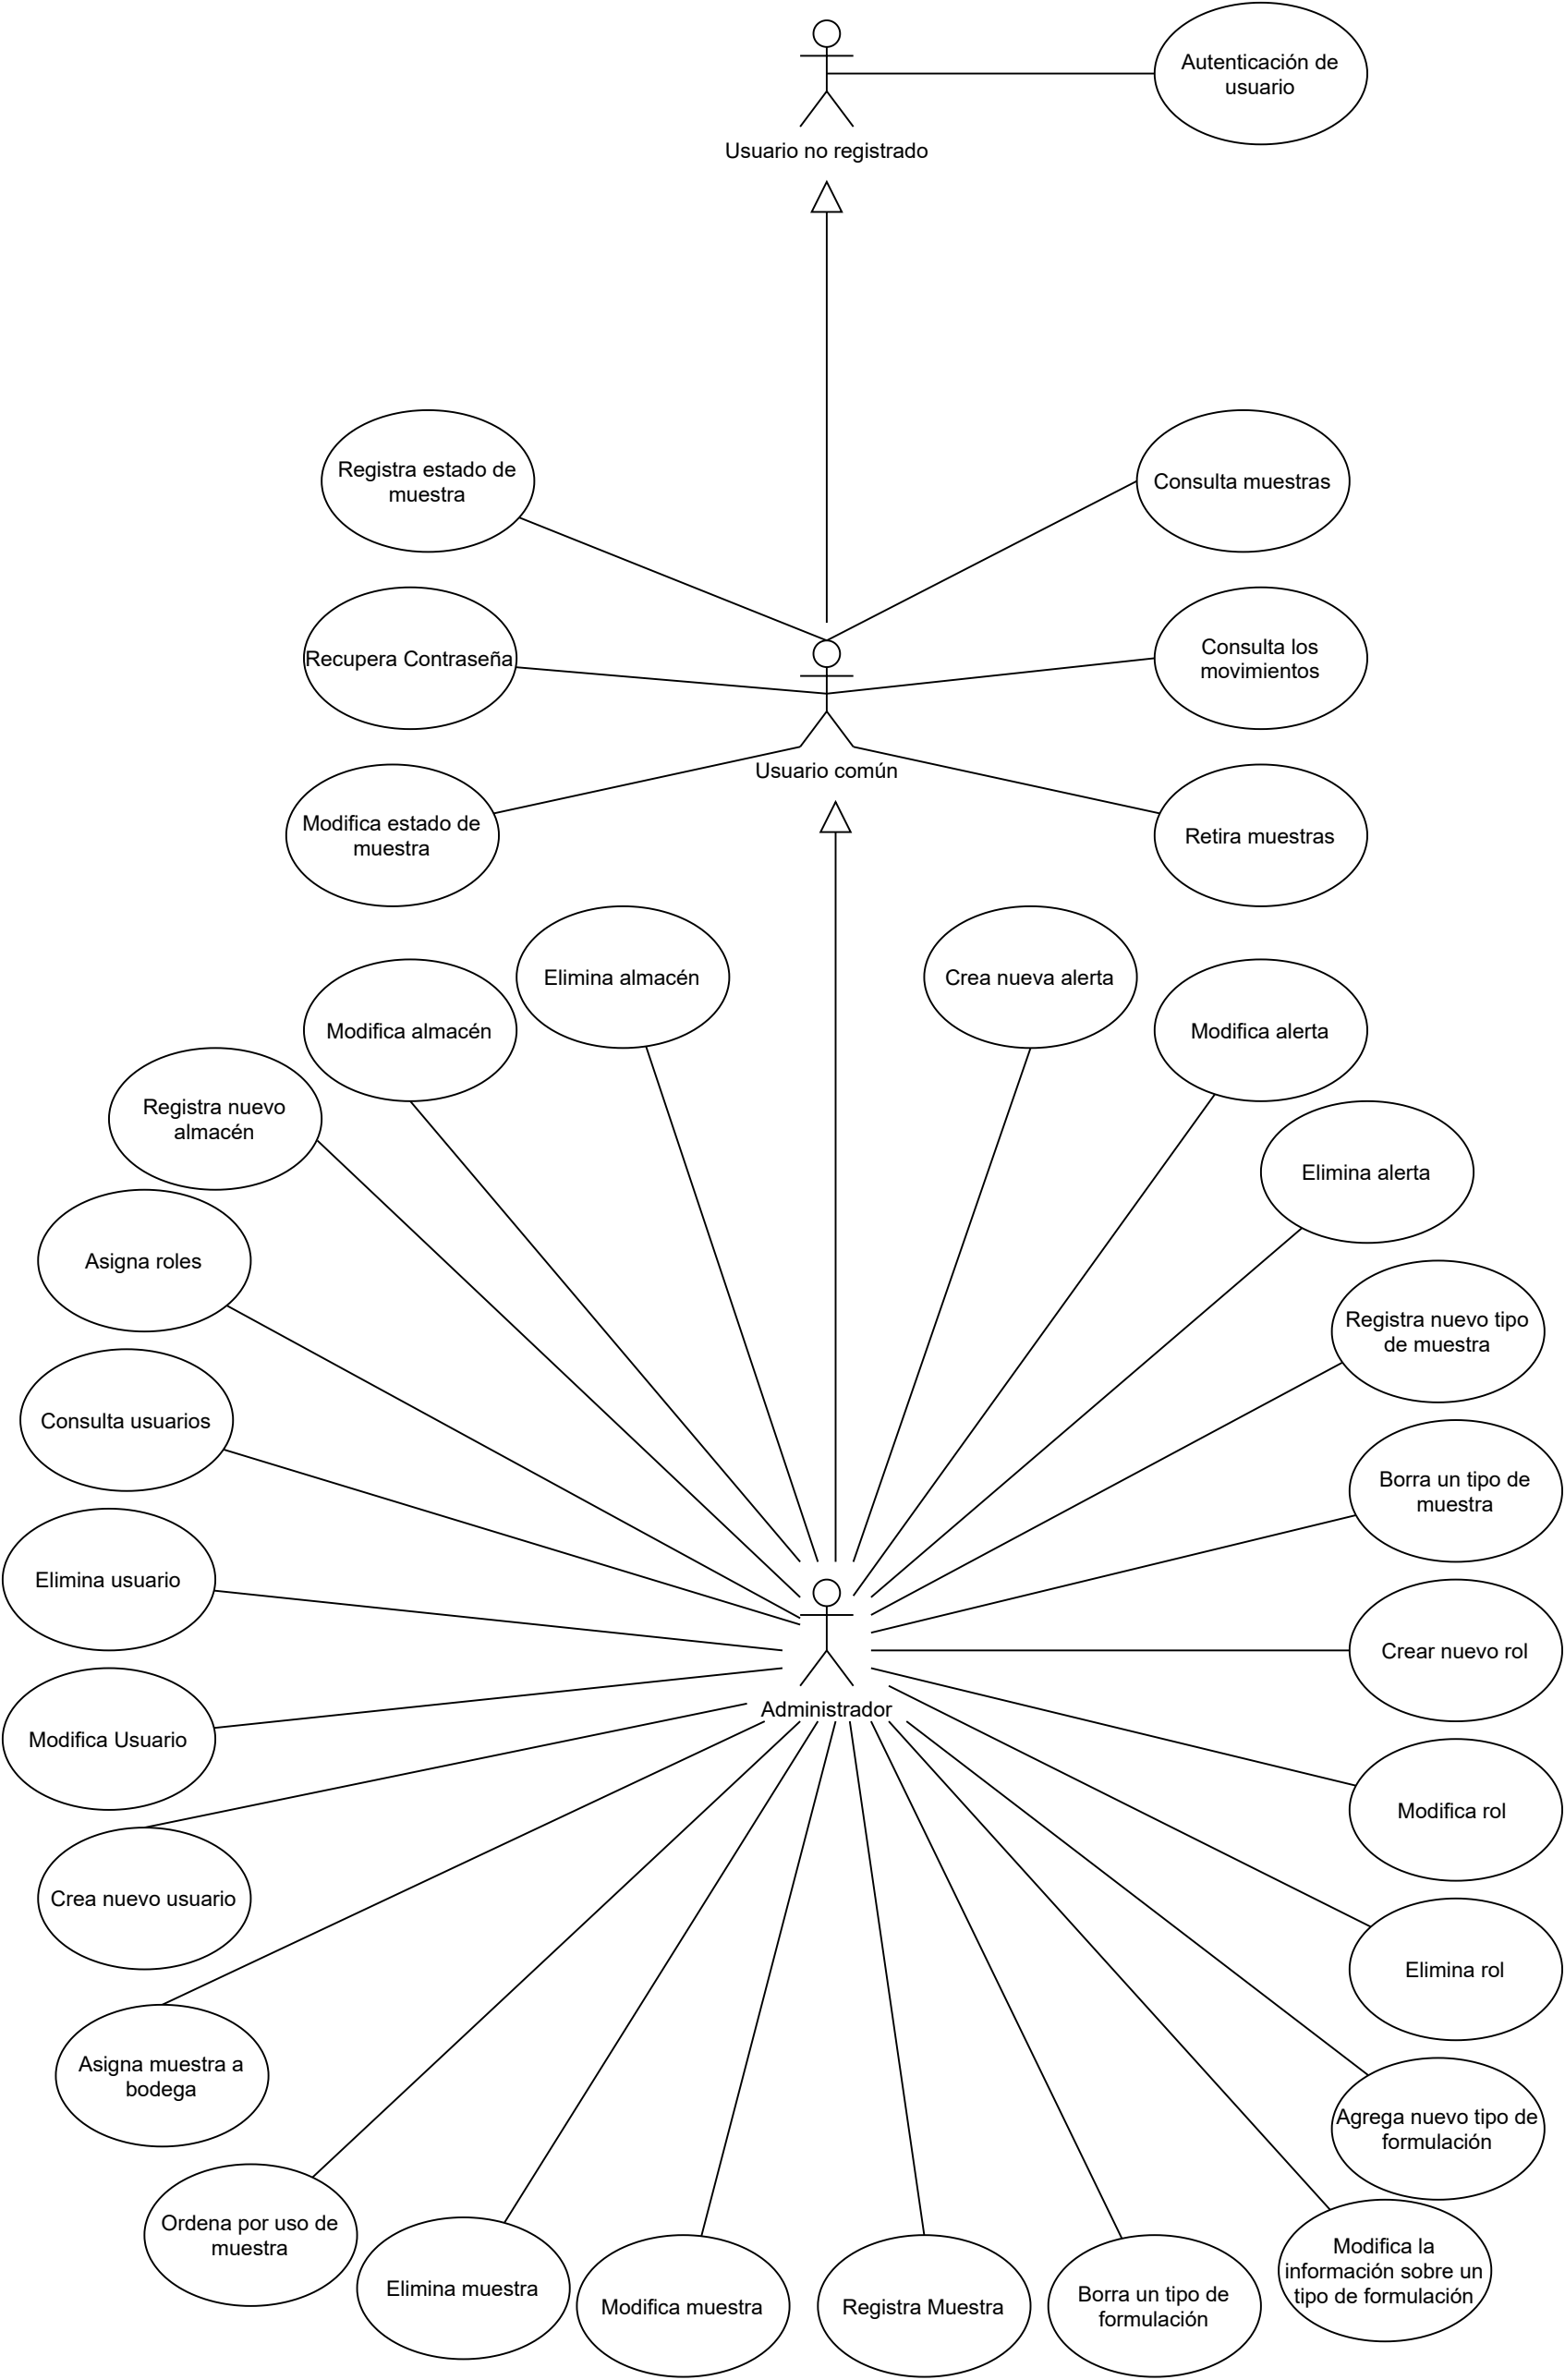 Autenticación de
usuario
Usuario no registrado
Registra estado de
muestra
Consulta muestras
Recupera Contraseña
Consulta los
movimientos
Usuario común
Modifica estado de
muestra
Retira muestras
Elimina almacén
Crea nueva alerta
Modifica almacén
Modifica alerta
Registra nuevo
almacén
Elimina alerta
Asigna roles
Registra nuevo tipo
de muestra
Consulta usuarios
Borra un tipo de
muestra
Elimina usuario
Crear nuevo rol
Administrador
Modifica Usuario
Modifica rol
Crea nuevo usuario
Elimina rol
Asigna muestra a
bodega
Agrega nuevo tipo de
formulación
Ordena por uso de
muestra
Elimina muestra
Modifica muestra
Registra Muestra
Borra un tipo de
formulación
Modifica la
información sobre un
tipo de formulación